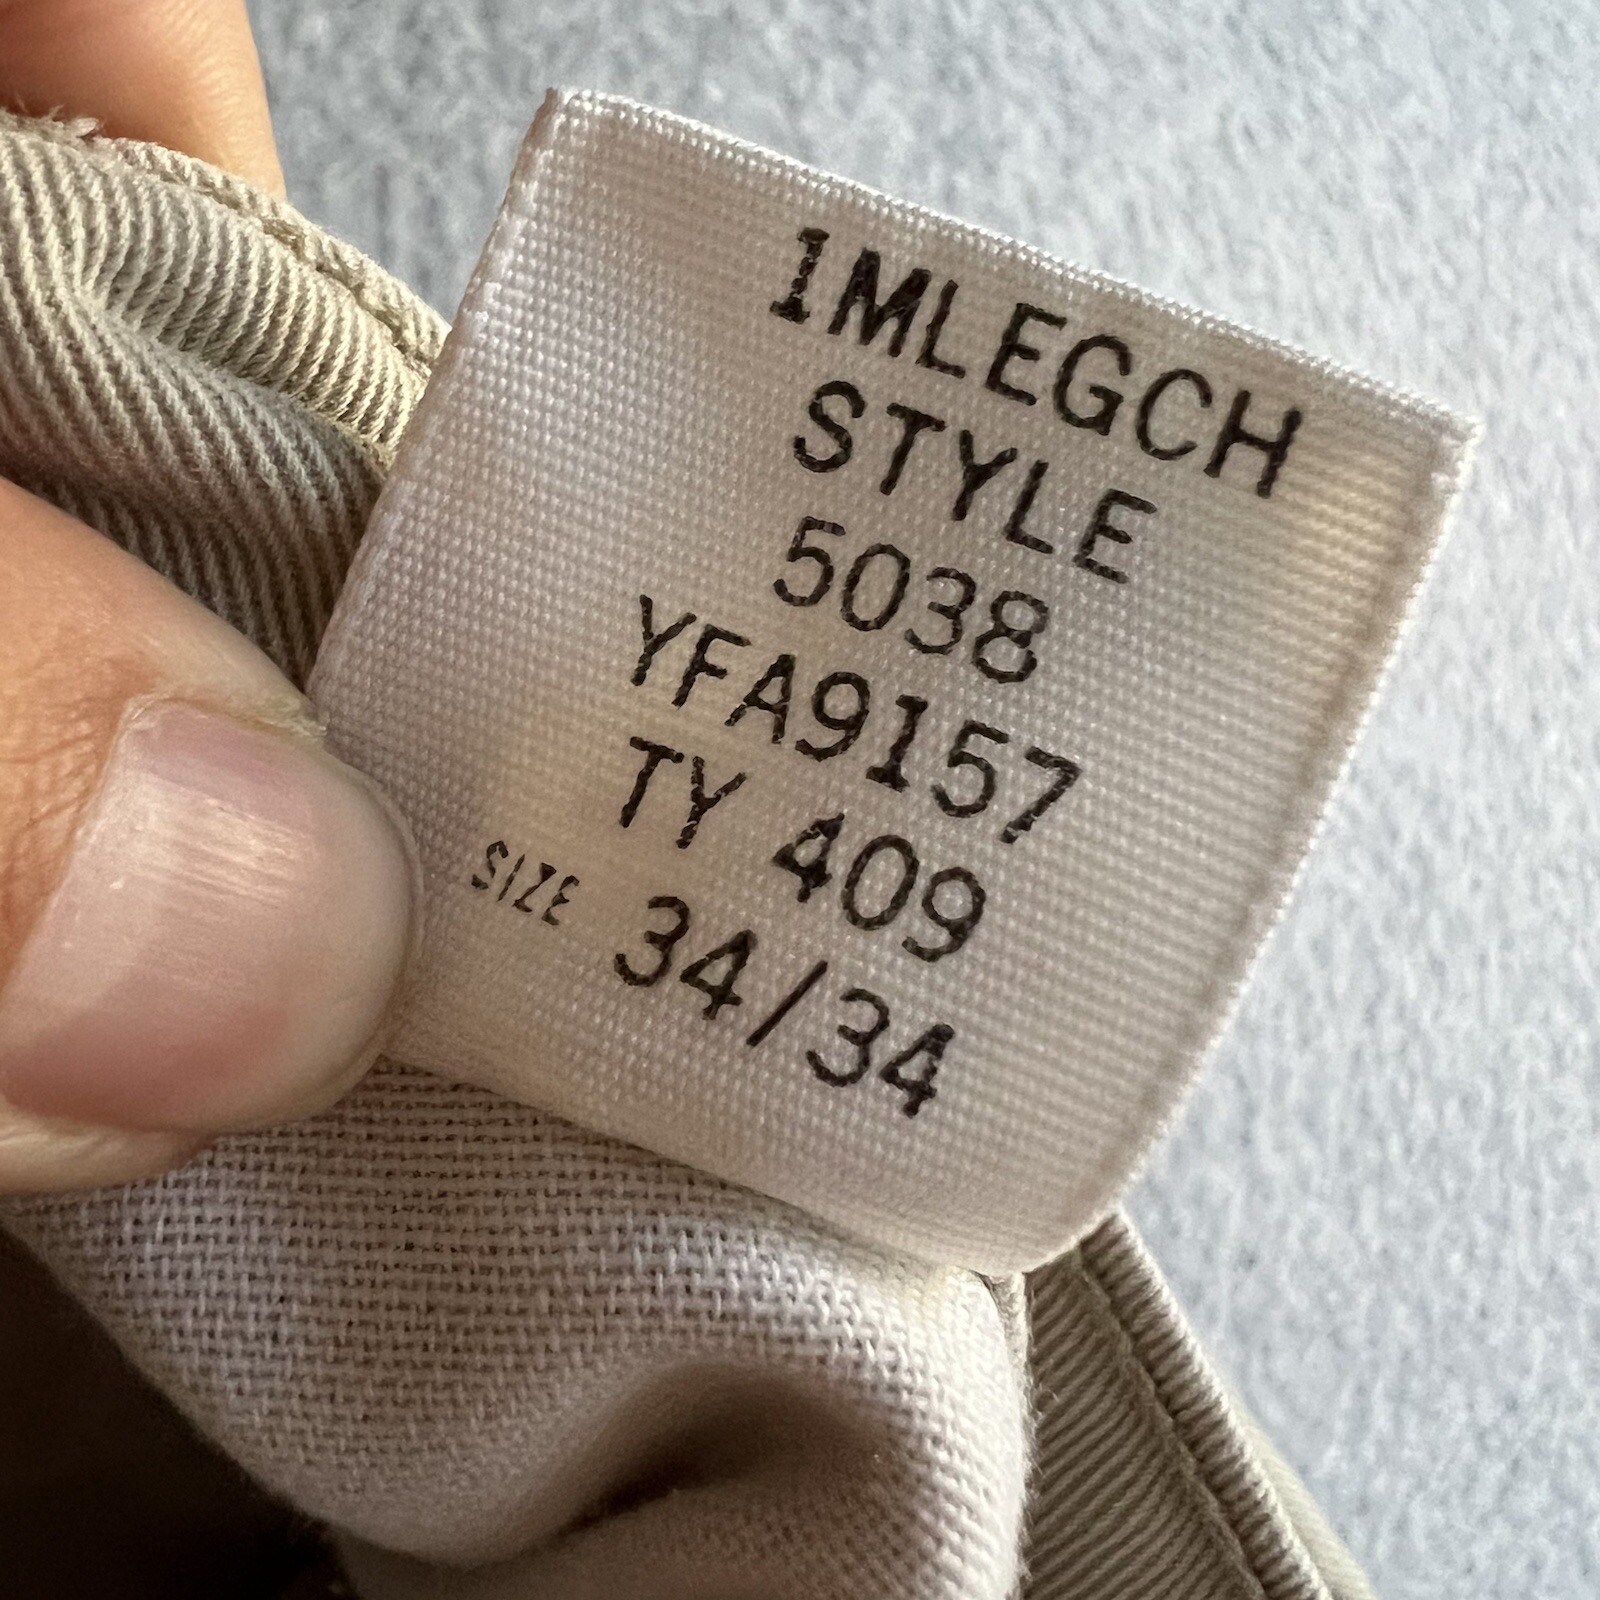 IMLEGCH
STYLE
5038
YFA9157
TY 409
SIZE 34/34